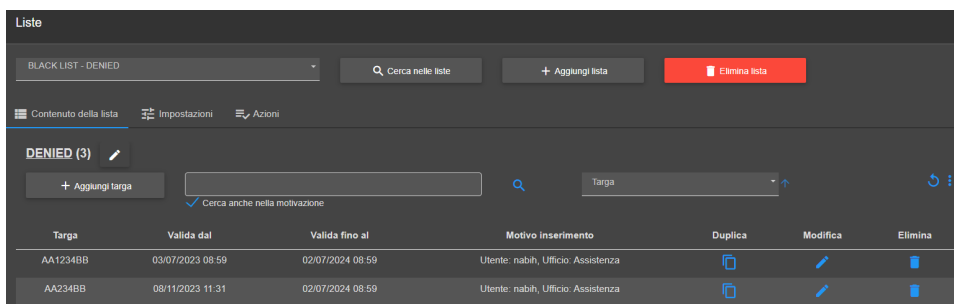 Liste
BLACK LIST - DENIED
Cerca nelle liste
Aggiungi lista
Elimina lista
Contenuto della lista
Impostazioni
Azioni
DENIED (3)
Aggiungi targa
Targa
Cerca anche nella motivazione
Targa Valida dal Valida fino al Motivo inserimento Duplica Modifica Elimina
AA1234BB 03/07/2023 08:59 02/07/2024 08:59 Utente: nabih, Ufficio: Assistenza
AA234BB 08/11/2023 11:31 02/07/2024 08:59 Utente: nabih, Ufficio: Assistenza